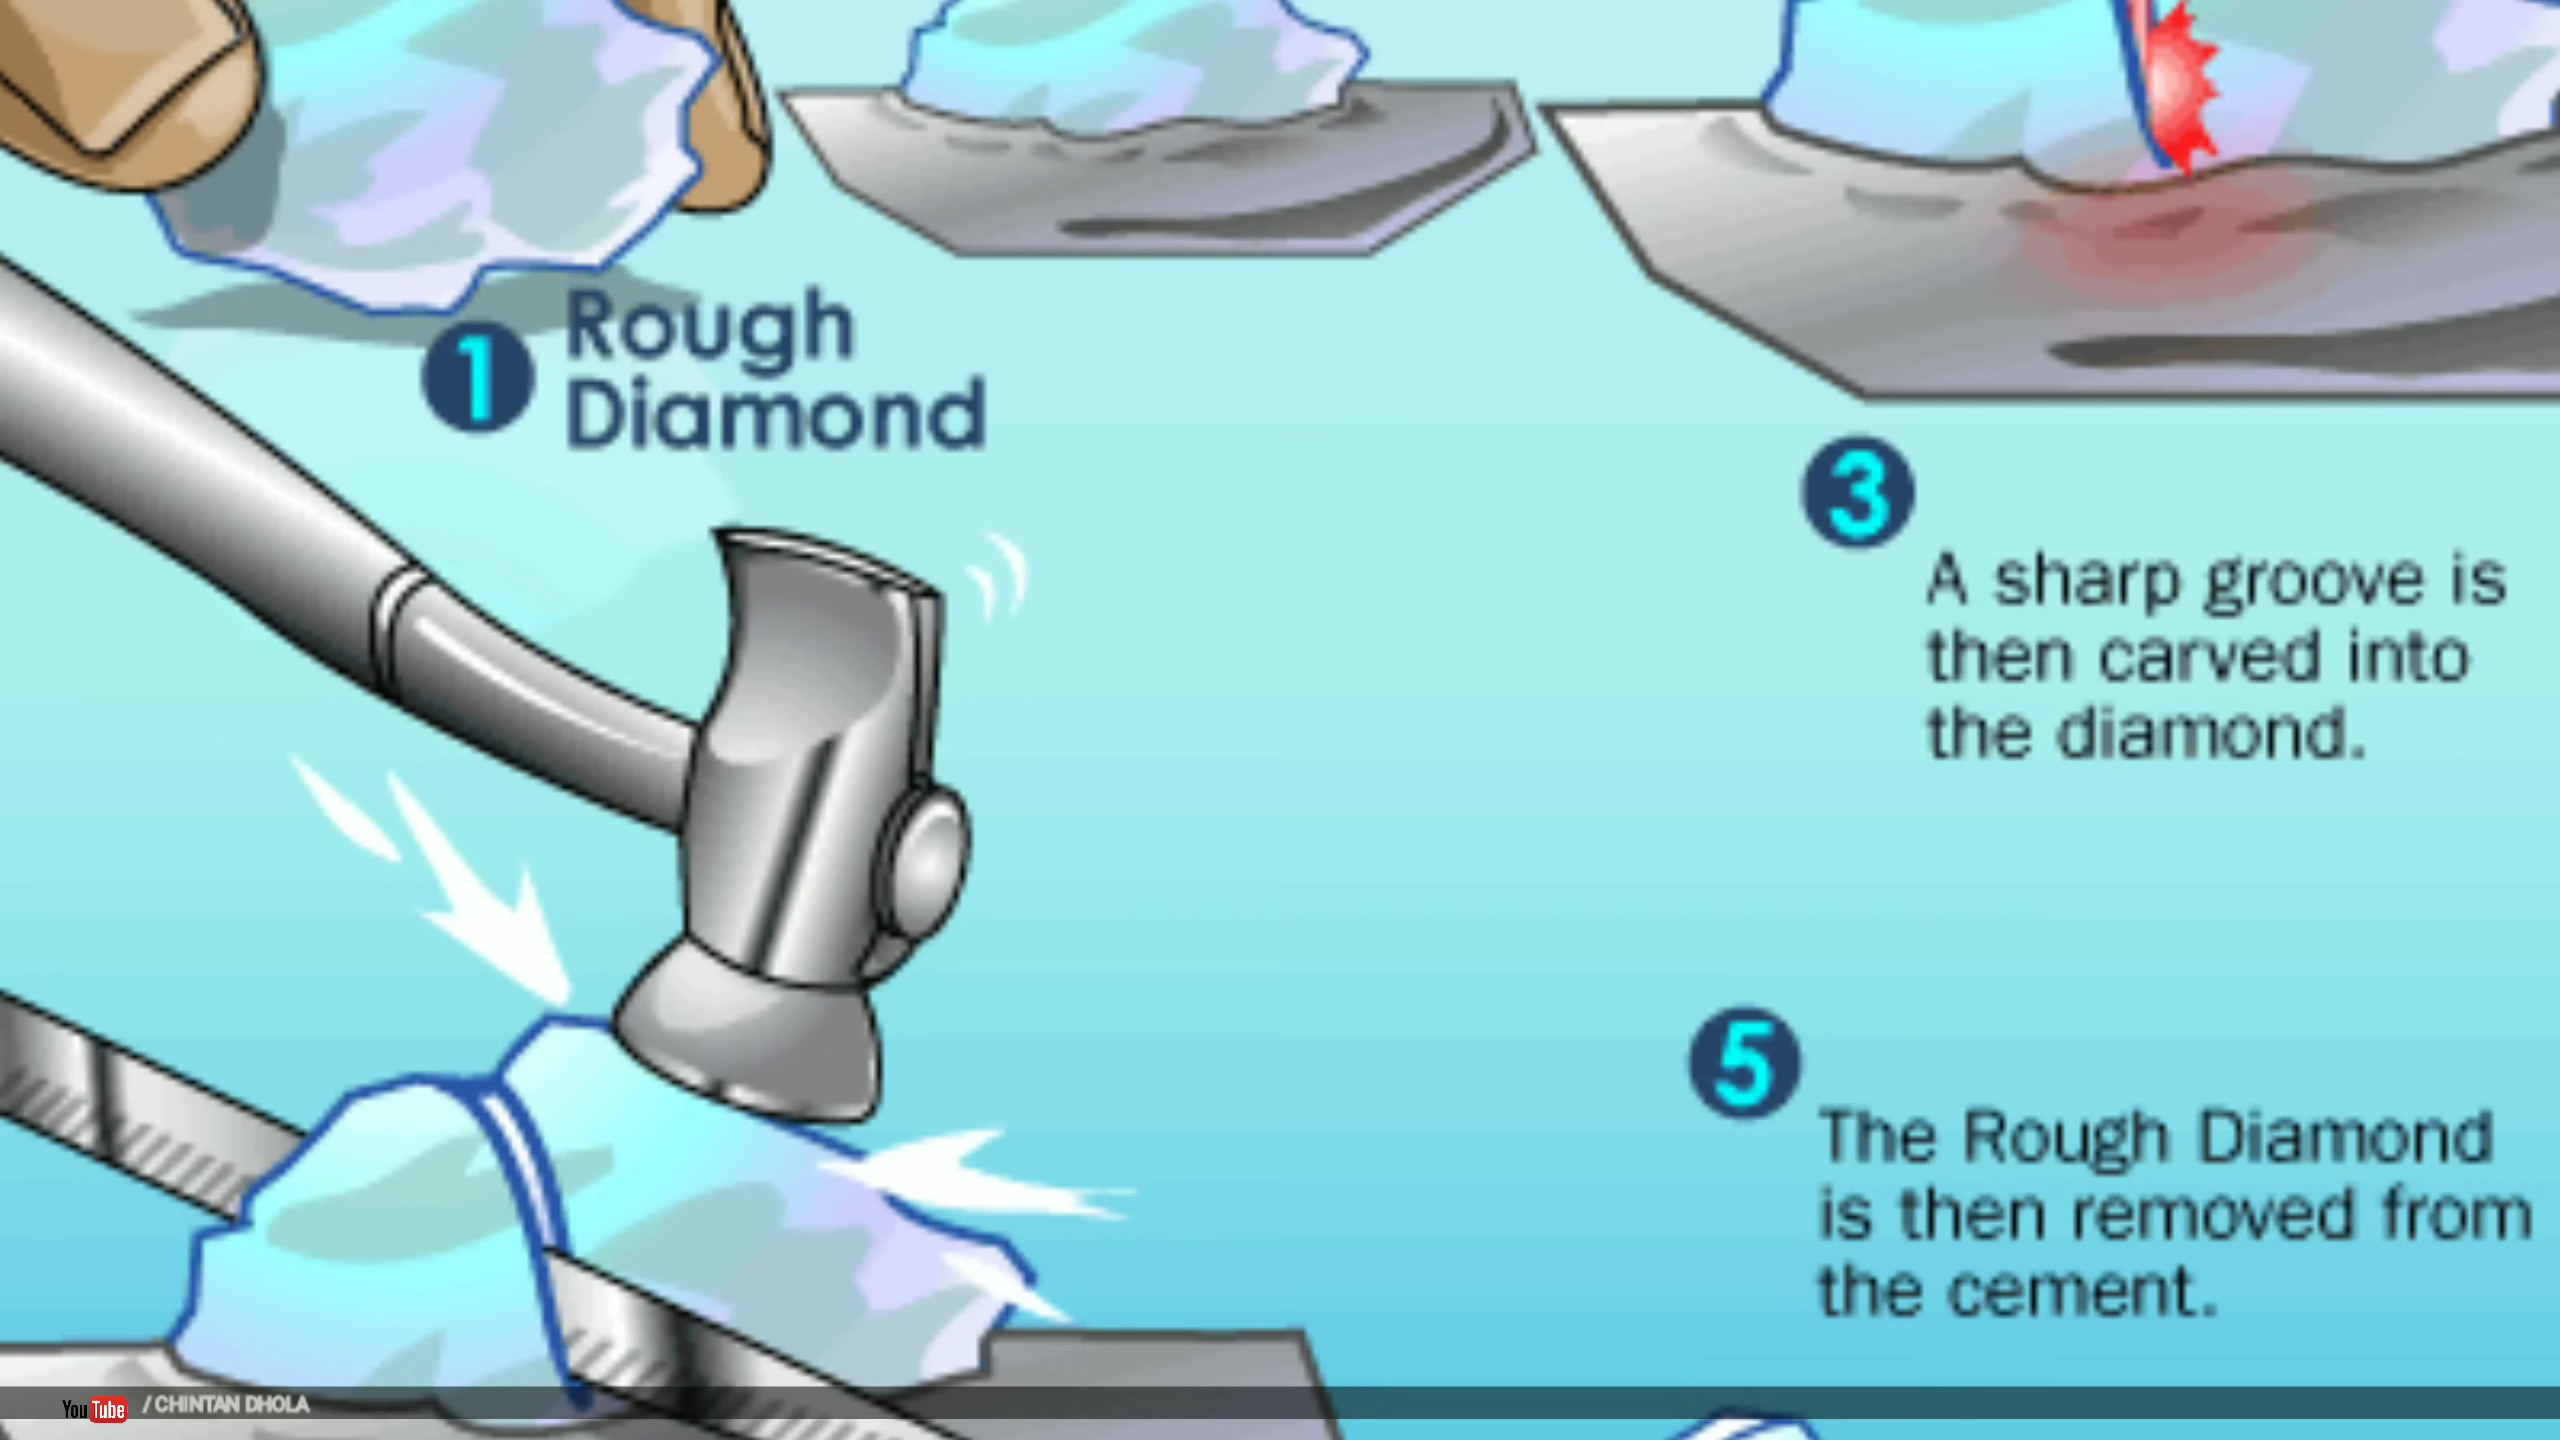 1
Rough
Diamond
3
A sharp groove is
then carved into
the diamond.
5
The Rough Diamond
is then removed from
the cement.
YouTube / CHINTAN DHOLA